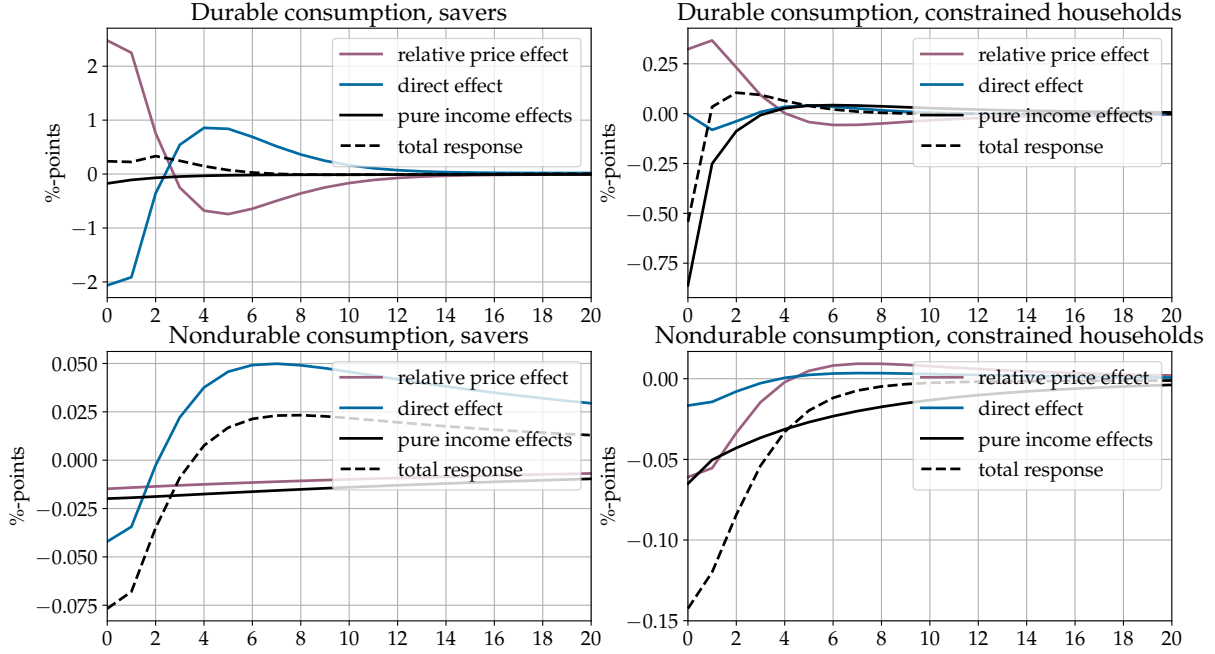 Durable consumption, savers
%-points
2
1
0
−1
−2
relative price effect
direct effect
pure income effects
total response
0 2 4 6 8 10 12 14 16 18 20
Durable consumption, constrained households
%-points
0.25
0.00
−0.25
−0.50
−0.75
relative price effect
direct effect
pure income effects
total response
0 2 4 6 8 10 12 14 16 18 20
Nondurable consumption, savers
%-points
0.050
0.025
0.000
−0.025
−0.050
−0.075
relative price effect
direct effect
pure income effects
total response
0 2 4 6 8 10 12 14 16 18 20
Nondurable consumption, constrained households
%-points
0.00
−0.05
−0.10
−0.15
relative price effect
direct effect
pure income effects
total response
0 2 4 6 8 10 12 14 16 18 20